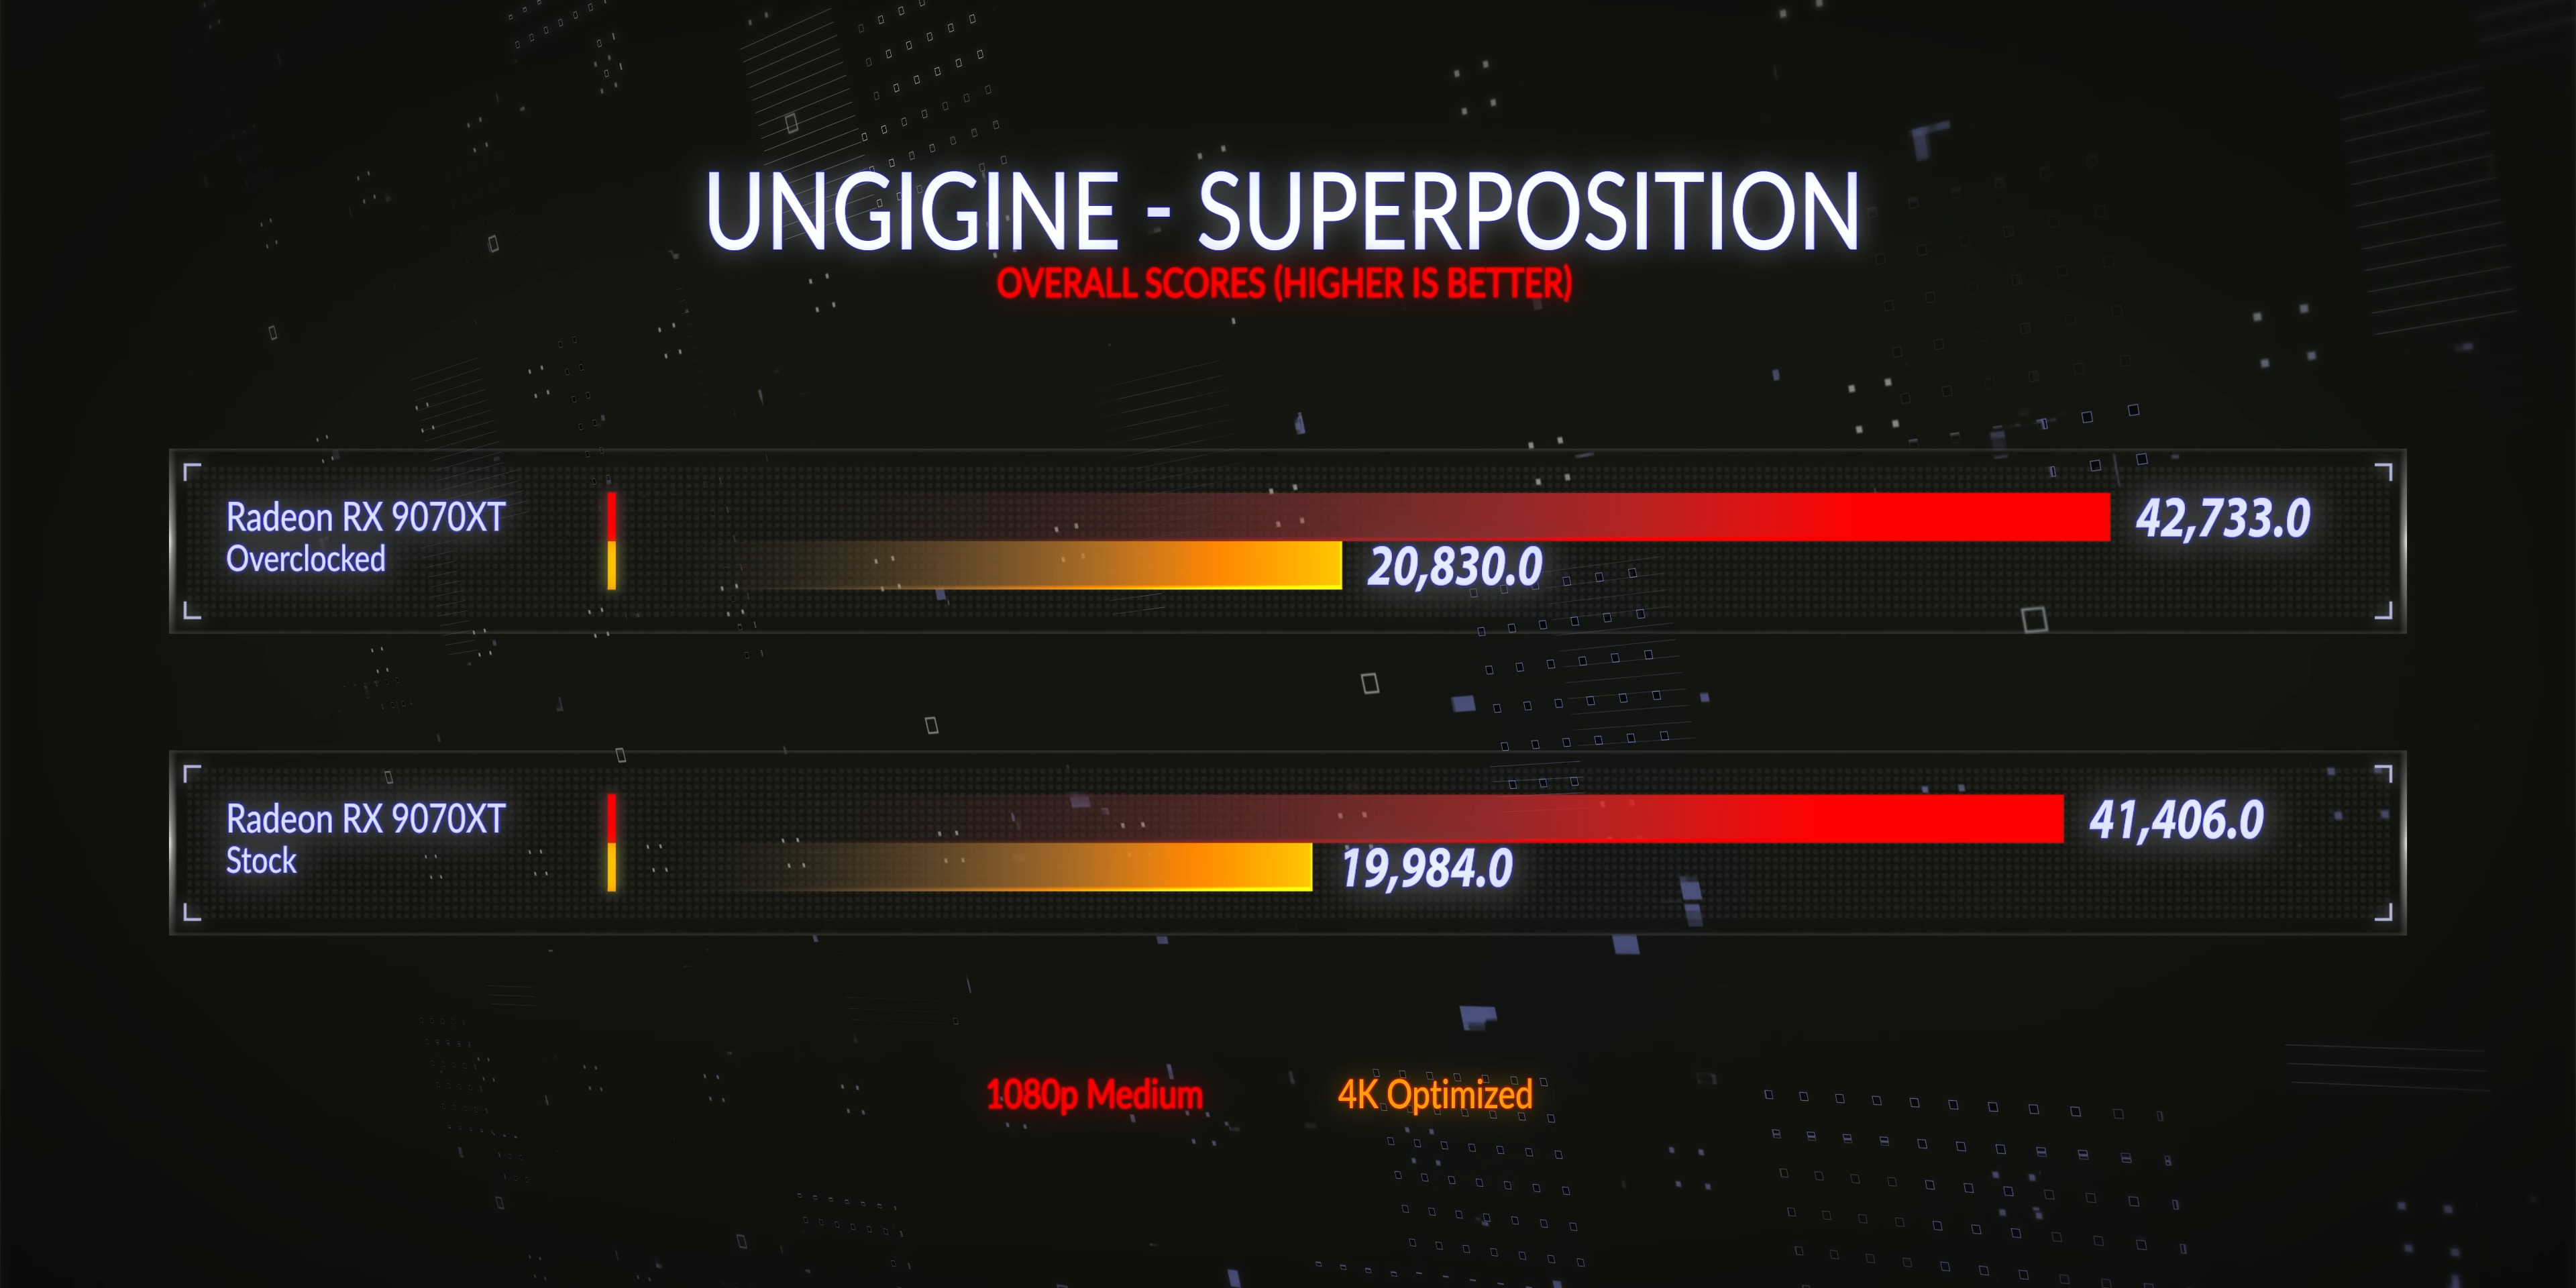 UNGIGINE - SUPERPOSITION
OVERALL SCORES (HIGHER IS BETTER)
Radeon RX 9070XT
Overclocked
42,733.0
20,830.0
Radeon RX 9070XT
Stock
41,406.0
19,984.0
1080p Medium
4K Optimized